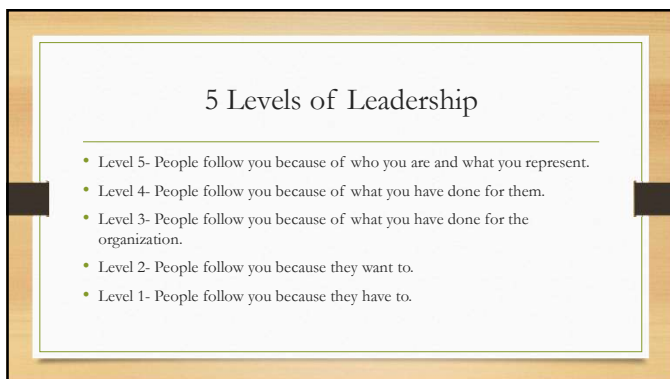 5 Levels of Leadership
• Level 5- People follow you because of who you are and what you represent.
• Level 4- People follow you because of what you have done for them.
• Level 3- People follow you because of what you have done for the
organization.
• Level 2- People follow you because they want to.
• Level 1- People follow you because they have to.